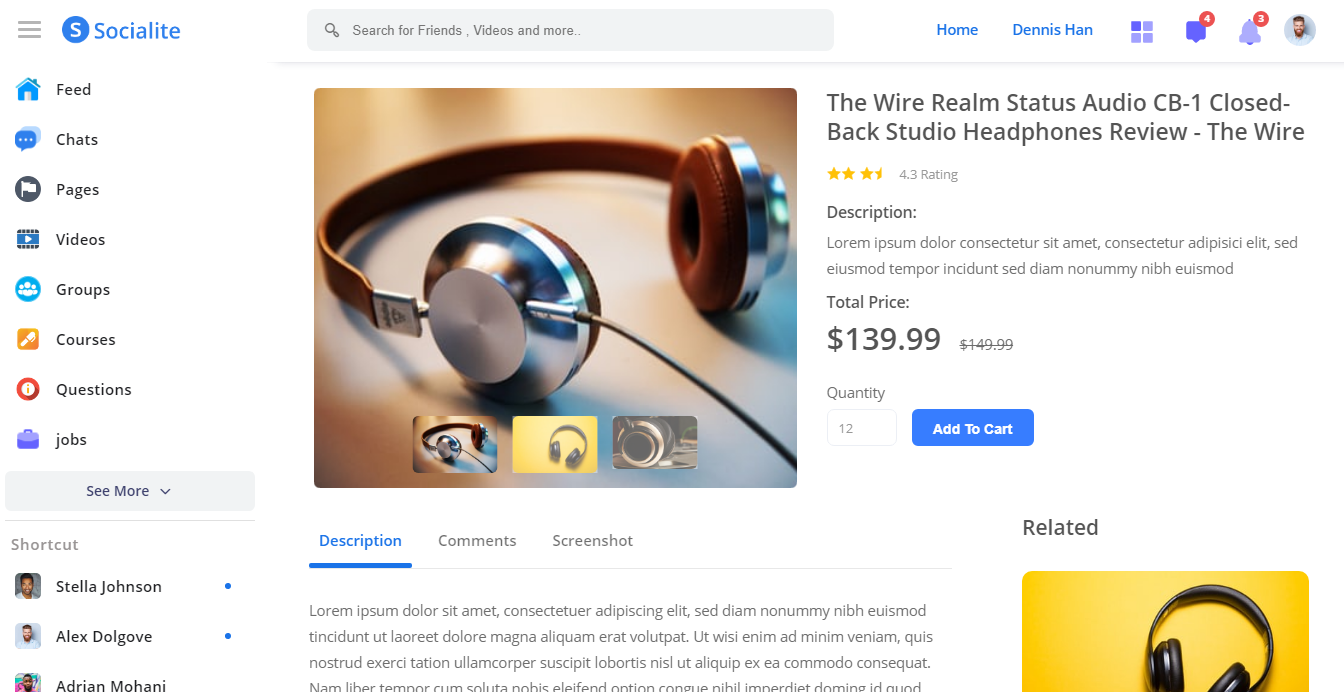 S Socialite
Search for Friends , Videos and more..
Home
Dennis Han
4
3
Feed
Chats
Pages
Videos
Groups
Courses
Questions
jobs
See More
Shortcut
Stella Johnson
Alex Dolgove
Adrian Mohani
The Wire Realm Status Audio CB-1 Closed-
Back Studio Headphones Review - The Wire
4.3 Rating
Description:
Lorem ipsum dolor consectetur sit amet, consectetur adipisici elit, sed
eiusmod tempor incidunt sed diam nonummy nibh euismod
Total Price:
$139.99 $149.99
Quantity
12
Add To Cart
Description
Comments
Screenshot
Lorem ipsum dolor sit amet, consectetuer adipiscing elit, sed diam nonummy nibh euismod
tincidunt ut laoreet dolore magna aliquam erat volutpat. Ut wisi enim ad minim veniam, quis
nostrud exerci tation ullamcorper suscipit lobortis nisl ut aliquip ex ea commodo consequat.
Nam liber tempor cum soluta nobis eleifend option congue nihil imperdiet doming id quod
Related